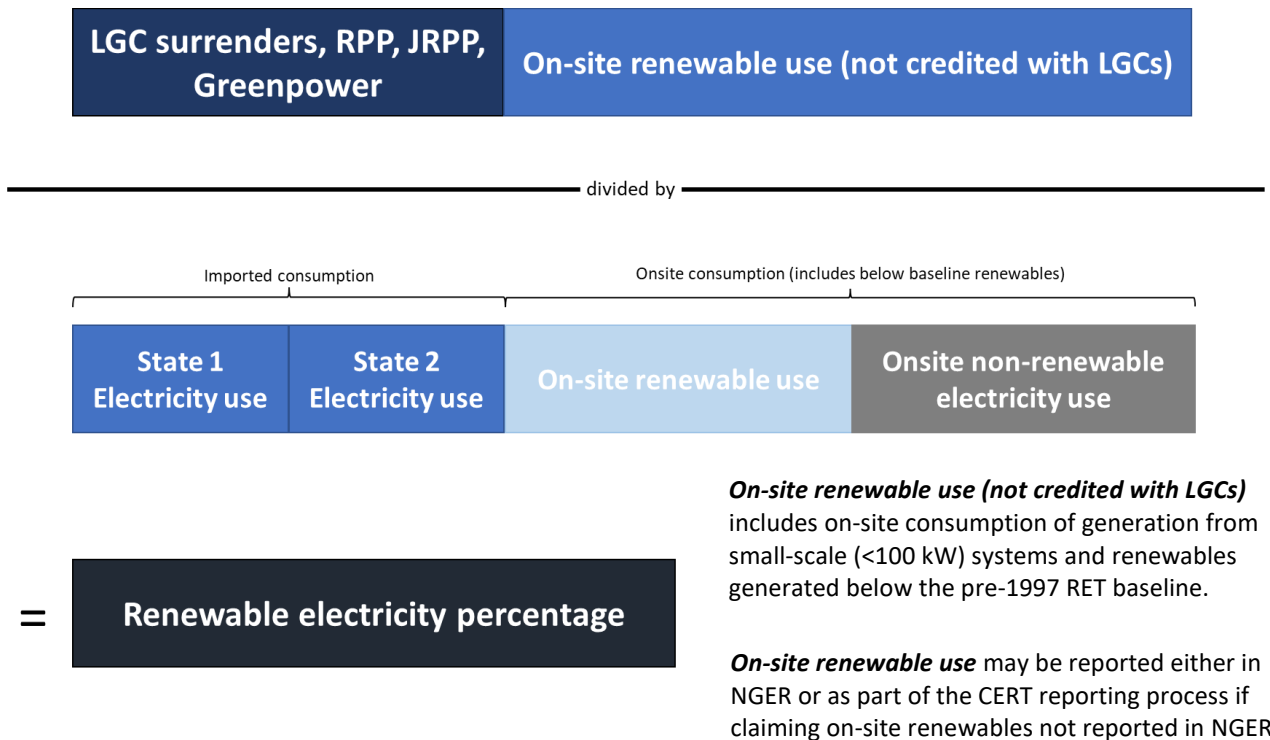 LGC surrenders, RPP, JRPP,
Greenpower
On-site renewable use (not credited with LGCs)
divided by
Imported consumption
Onsite consumption (includes below baseline renewables)
State 1
Electricity use
State 2
Electricity use
On-site renewable use
Onsite non-renewable
electricity use
=
Renewable electricity percentage
On-site renewable use (not credited with LGCs)
includes on-site consumption of generation from
small-scale (<100 kW) systems and renewables
generated below the pre-1997 RET baseline.
On-site renewable use may be reported either in
NGER or as part of the CERT reporting process if
claiming on-site renewables not reported in NGER